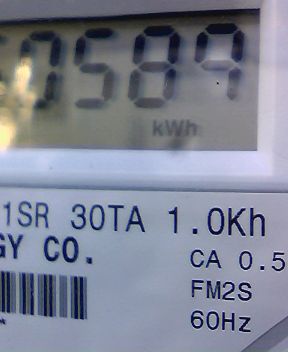 0589
kWh
1SR 30TA 1.0Kh
GY CO.
CA 0.5
FM2S
60Hz